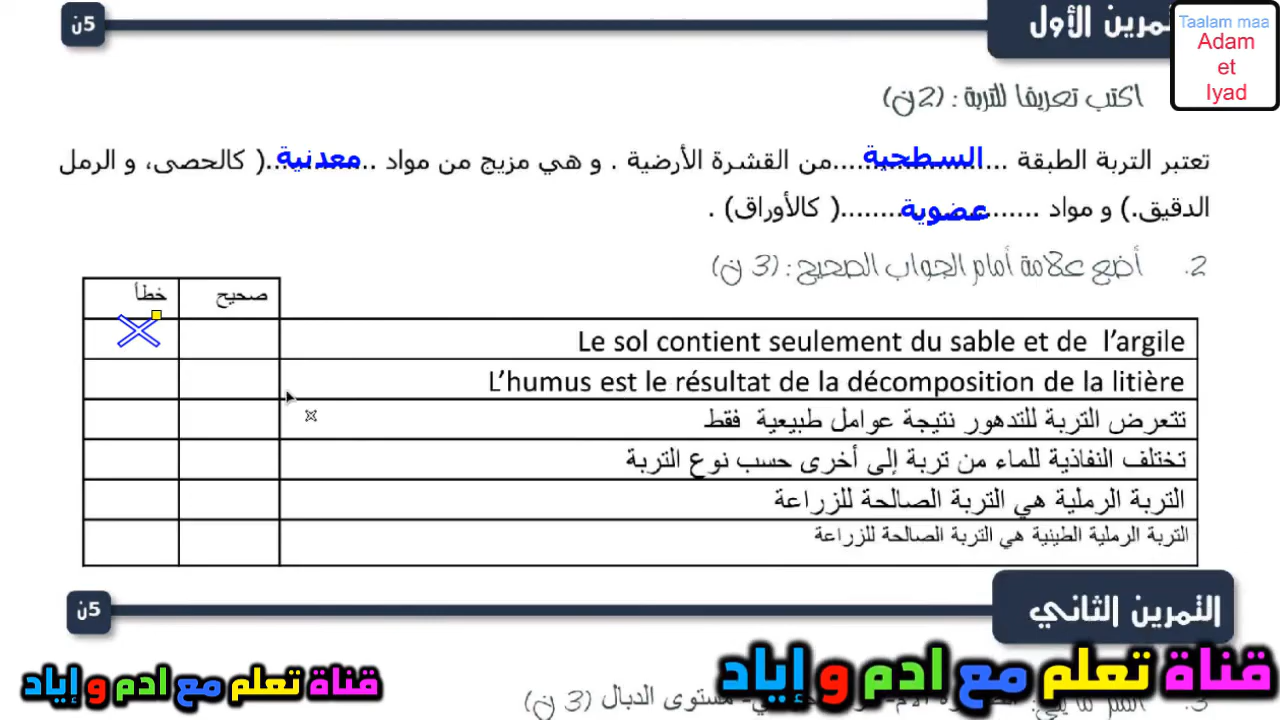 التمرين الأول
5ن
Taalam maa
Adam
et
Iyad
اكتب تعريفا للتربة : (2ن)
تعتبر التربة الطبقة ...السطحية.....من القشرة الأرضية . و هي مزيج من مواد ..معدنية...( كالحصى، و الرمل
الدقيق.) و مواد .....عضوية........( كالأوراق) .
2. أضع علامة أمام الجواب الصحيح: (3 ن)
صحيح خطأ
Le sol contient seulement du sable et de l’argile
L’humus est le résultat de la décomposition de la litière
تتعرض التربة للتدهور نتيجة عوامل طبيعية فقط
تختلف النفاذية للماء من تربة إلى أخرى حسب نوع التربة
التربة الرملية هي التربة الصالحة للزراعة
التربة الرملية الطينية هي التربة الصالحة للزراعة
التمرين الثاني
5ن
قناة تعلم مع ادم و إياد
قناة تعلم مع ادم و إياد
مستوى الدبال (3 ن)